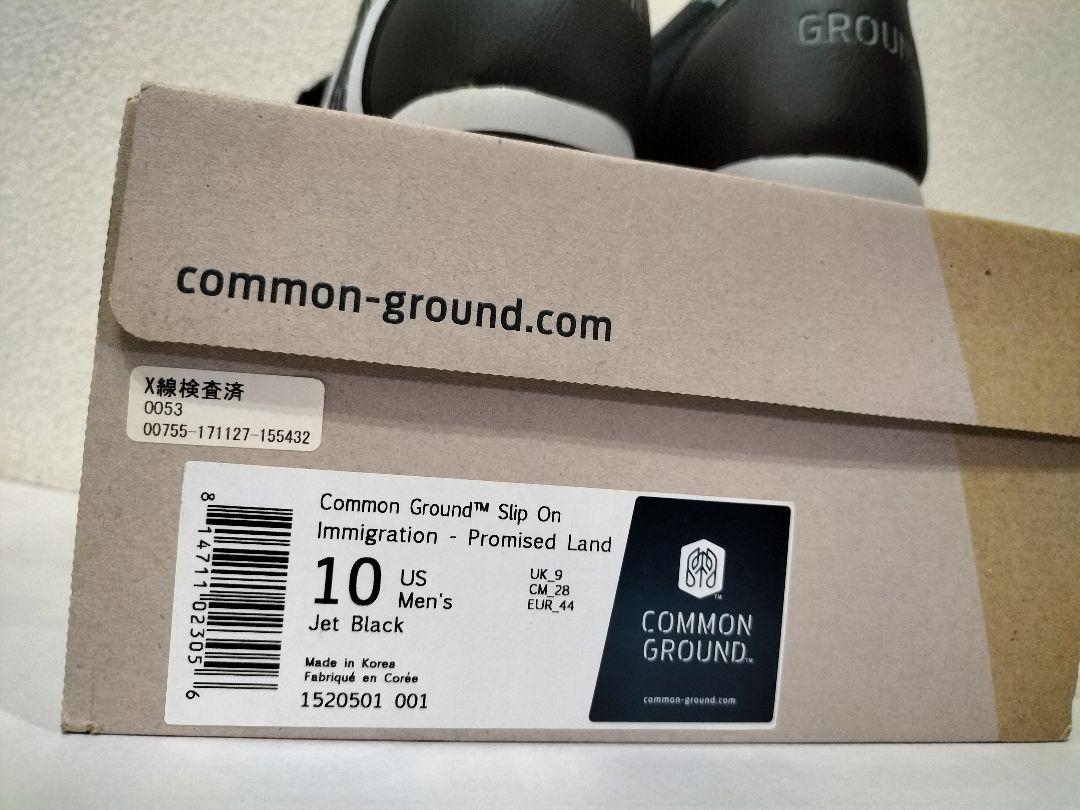 GROUN
common-ground.com
X線検査済
0053
00755-171127-155432
8 14711 02305 6
Common Ground™ Slip On
Immigration - Promised Land
10 US Men's
UK_9
CM_28
EUR_44
Jet Black
Made in Korea
Fabriqué en Corée
1520501 001
COMMON
GROUND™
common-ground.com